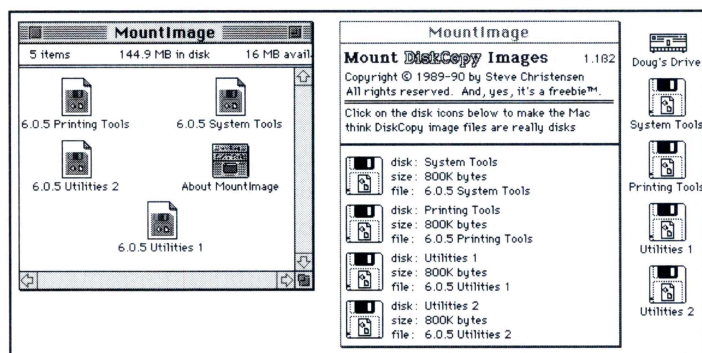 MountImage
5 items 144.9 MB in disk 16 MB avail
6.0.5 Printing Tools
6.0.5 System Tools
6.0.5 Utilities 2
About MountImage
6.0.5 Utilities 1
MountImage
Mount DiskCopy Images 1.1ß2
Copyright © 1989-90 by Steve Christensen
All rights reserved. And, yes, it's a freebie™.
Click on the disk icons below to make the Mac
think DiskCopy image files are really disks
disk: System Tools
size: 800K bytes
file: 6.0.5 System Tools
disk: Printing Tools
size: 800K bytes
file: 6.0.5 Printing Tools
disk: Utilities 1
size: 800K bytes
file: 6.0.5 Utilities 1
disk: Utilities 2
size: 800K bytes
file: 6.0.5 Utilities 2
Doug's Drive
System Tools
Printing Tools
Utilities 1
Utilities 2